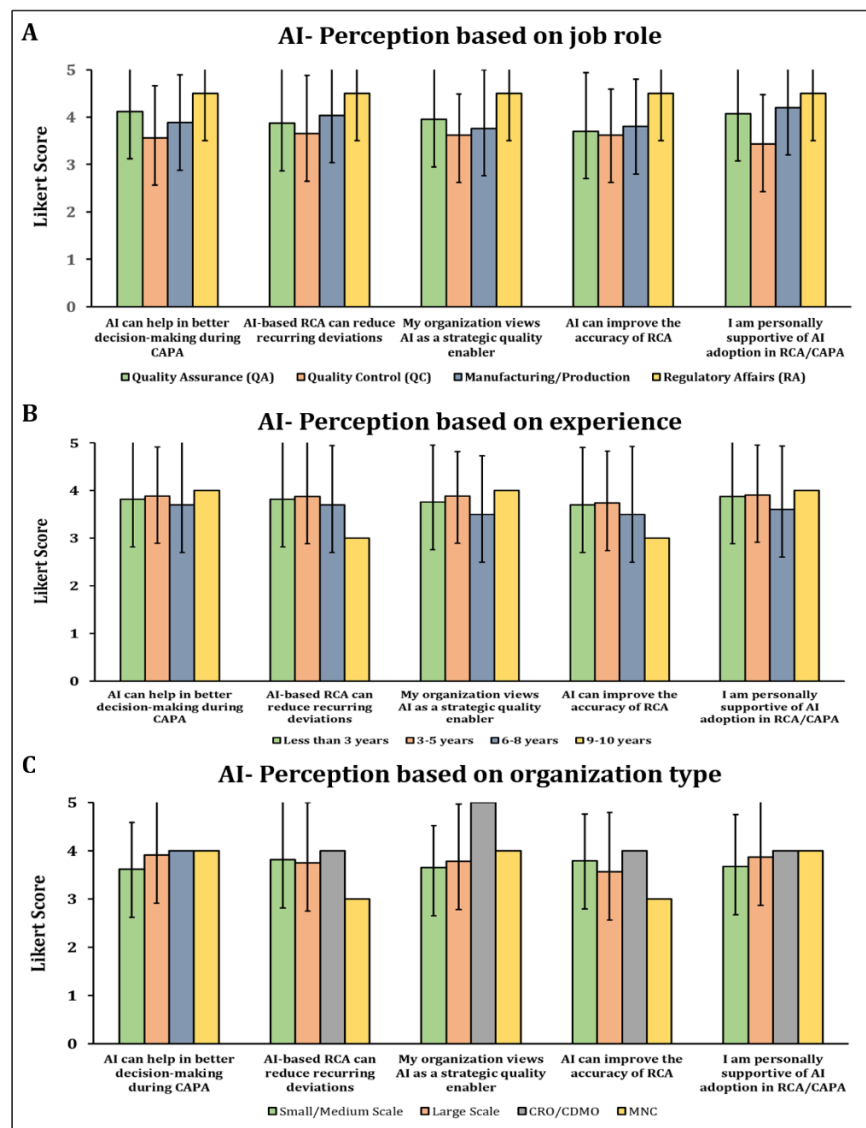 A
AI- Perception based on job role
Likert Score
5
4
3
2
1
0
AI can help in better
decision-making during
CAPA
AI-based RCA can reduce
recurring deviations
My organization views
AI as a strategic quality
enabler
AI can improve the
accuracy of RCA
I am personally
supportive of AI
adoption in RCA/CAPA
Quality Assurance (QA) Quality Control (QC) Manufacturing/Production Regulatory Affairs (RA)
B
AI- Perception based on experience
Likert Score
5
4
3
2
1
0
AI can help in better
decision-making during
CAPA
AI-based RCA can
reduce recurring
deviations
My organization views
AI as a strategic quality
enabler
AI can improve the
accuracy of RCA
I am personally
supportive of AI
adoption in RCA/CAPA
Less than 3 years 3-5 years 6-8 years 9-10 years
C
AI- Perception based on organization type
Likert Score
5
4
3
2
1
0
AI can help in better
decision-making
during CAPA
AI-based RCA can
reduce recurring
deviations
My organization views
AI as a strategic quality
enabler
AI can improve the
accuracy of RCA
I am personally
supportive of AI
adoption in RCA/CAPA
Small/Medium Scale Large Scale CRO/CDMO MNC